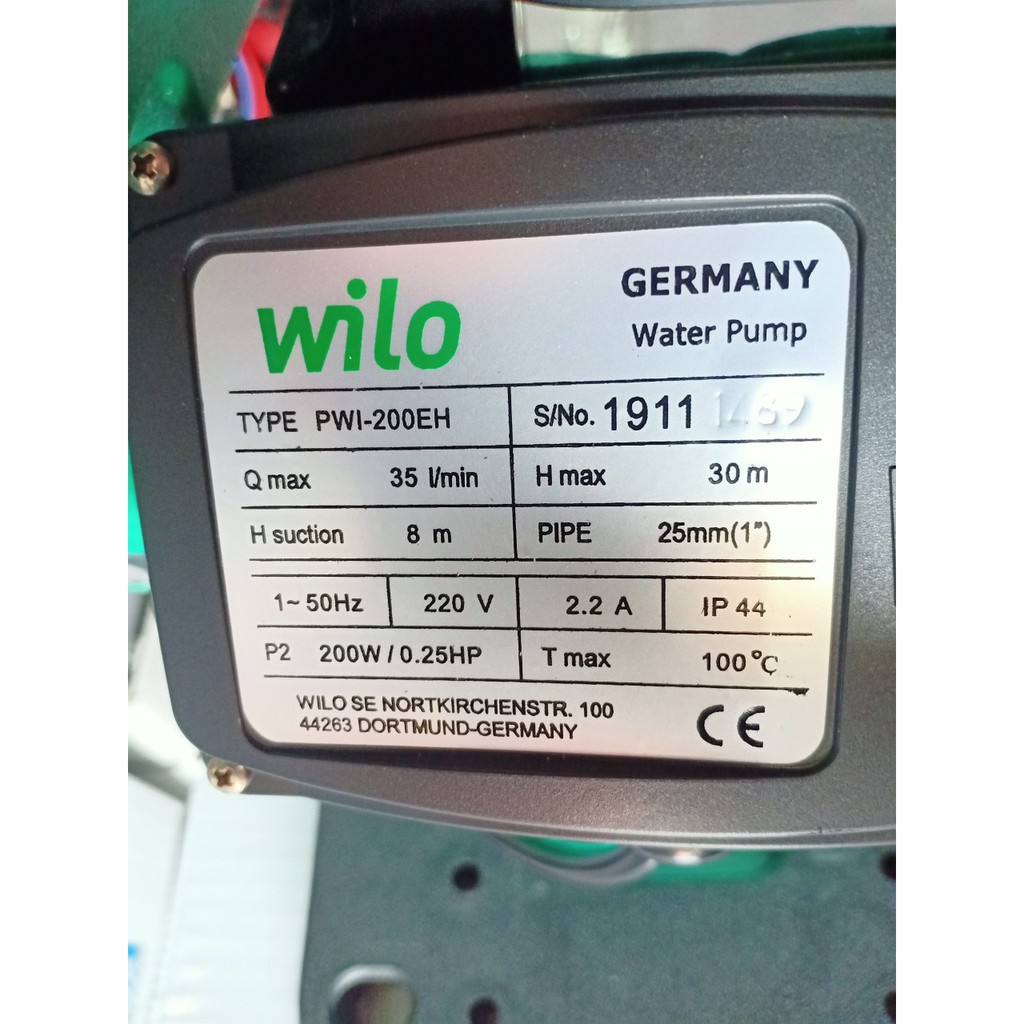 wilo
GERMANY
Water Pump
TYPE PWI-200EH
S/No. 1911 1489
Q max 35 l/min
H max 30 m
H suction 8 m
PIPE 25mm(1")
1~ 50Hz
220 V
2.2 A
IP 44
P2 200W / 0.25HP
T max 100 °C
WILO SE NORTKIRCHENSTR. 100
44263 DORTMUND-GERMANY
CE